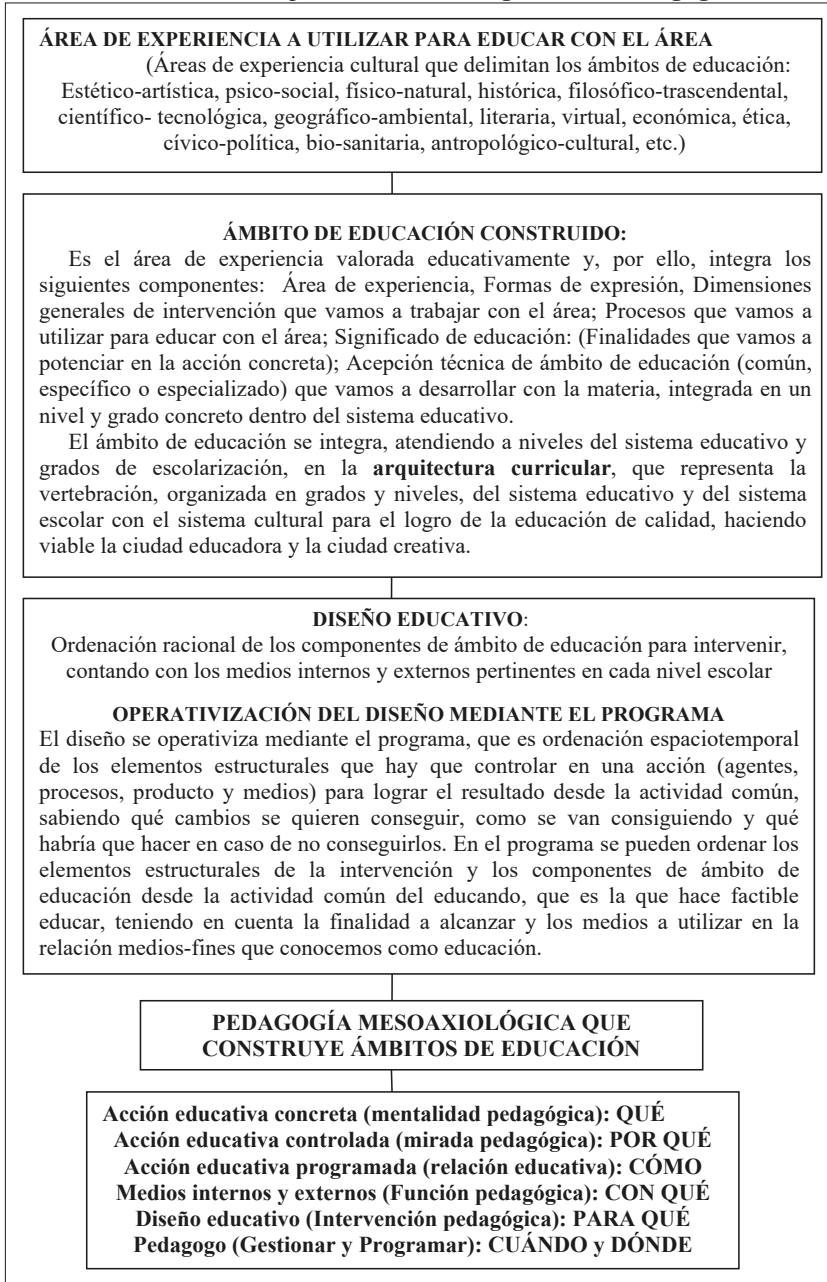 ÁREA DE EXPERIENCIA A UTILIZAR PARA EDUCAR CON EL ÁREA
(Áreas de experiencia cultural que delimitan los ámbitos de educación:
Estético-artística, psico-social, físico-natural, histórica, filosófico-trascendental,
científico- tecnológica, geográfico-ambiental, literaria, virtual, económica, ética,
cívico-política, bio-sanitaria, antropológico-cultural, etc.)
ÁMBITO DE EDUCACIÓN CONSTRUIDO:
Es el área de experiencia valorada educativamente y, por ello, integra los
siguientes componentes: Área de experiencia, Formas de expresión, Dimensiones
generales de intervención que vamos a trabajar con el área; Procesos que vamos a
utilizar para educar con el área; Significado de educación: (Finalidades que vamos a
potenciar en la acción concreta); Acepción técnica de ámbito de educación (común,
específico o especializado) que vamos a desarrollar con la materia, integrada en un
nivel y grado concreto dentro del sistema educativo.
El ámbito de educación se integra, atendiendo a niveles del sistema educativo y
grados de escolarización, en la arquitectura curricular, que representa la
vertebración, organizada en grados y niveles, del sistema educativo y del sistema
escolar con el sistema cultural para el logro de la educación de calidad, haciendo
viable la ciudad educadora y la ciudad creativa.
DISEÑO EDUCATIVO:
Ordenación racional de los componentes de ámbito de educación para intervenir,
contando con los medios internos y externos pertinentes en cada nivel escolar
OPERATIVIZACIÓN DEL DISEÑO MEDIANTE EL PROGRAMA
El diseño se operativiza mediante el programa, que es ordenación espaciotemporal
de los elementos estructurales que hay que controlar en una acción (agentes,
procesos, producto y medios) para lograr el resultado desde la actividad común,
sabiendo qué cambios se quieren conseguir, como se van consiguiendo y qué
habría que hacer en caso de no conseguirlos. En el programa se pueden ordenar los
elementos estructurales de la intervención y los componentes de ámbito de
educación desde la actividad común del educando, que es la que hace factible
educar, teniendo en cuenta la finalidad a alcanzar y los medios a utilizar en la
relación medios-fines que conocemos como educación.
PEDAGOGÍA MESOAXIOLÓGICA QUE
CONSTRUYE ÁMBITOS DE EDUCACIÓN
Acción educativa concreta (mentalidad pedagógica): QUÉ
Acción educativa controlada (mirada pedagógica): POR QUÉ
Acción educativa programada (relación educativa): CÓMO
Medios internos y externos (Función pedagógica): CON QUÉ
Diseño educativo (Intervención pedagógica): PARA QUÉ
Pedagogo (Gestionar y Programar): CUÁNDO y DÓNDE